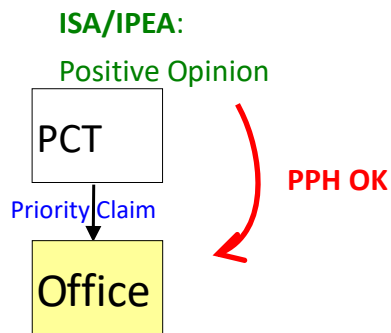 ISA/IPEA:
Positive Opinion
PCT
PPH OK
Priority Claim
Office